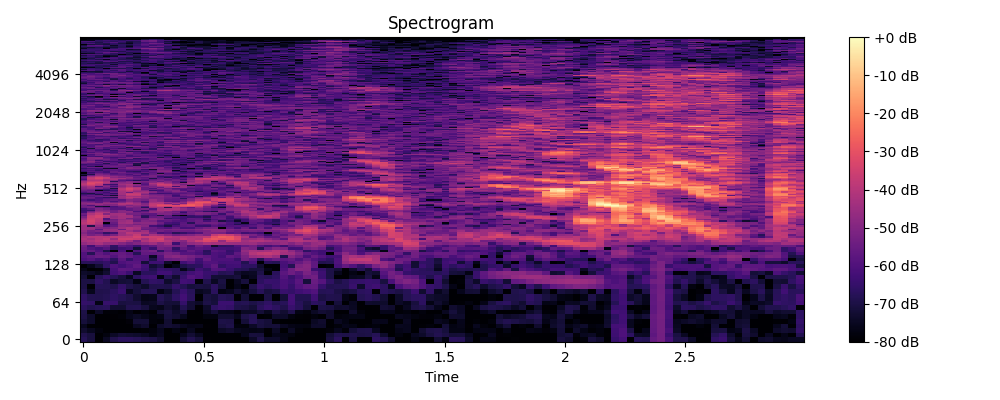 Spectrogram
Hz
4096
2048
1024
512
256
128
64
0
0
0.5
1
1.5
2
2.5
Time
+0 dB
-10 dB
-20 dB
-30 dB
-40 dB
-50 dB
-60 dB
-70 dB
-80 dB